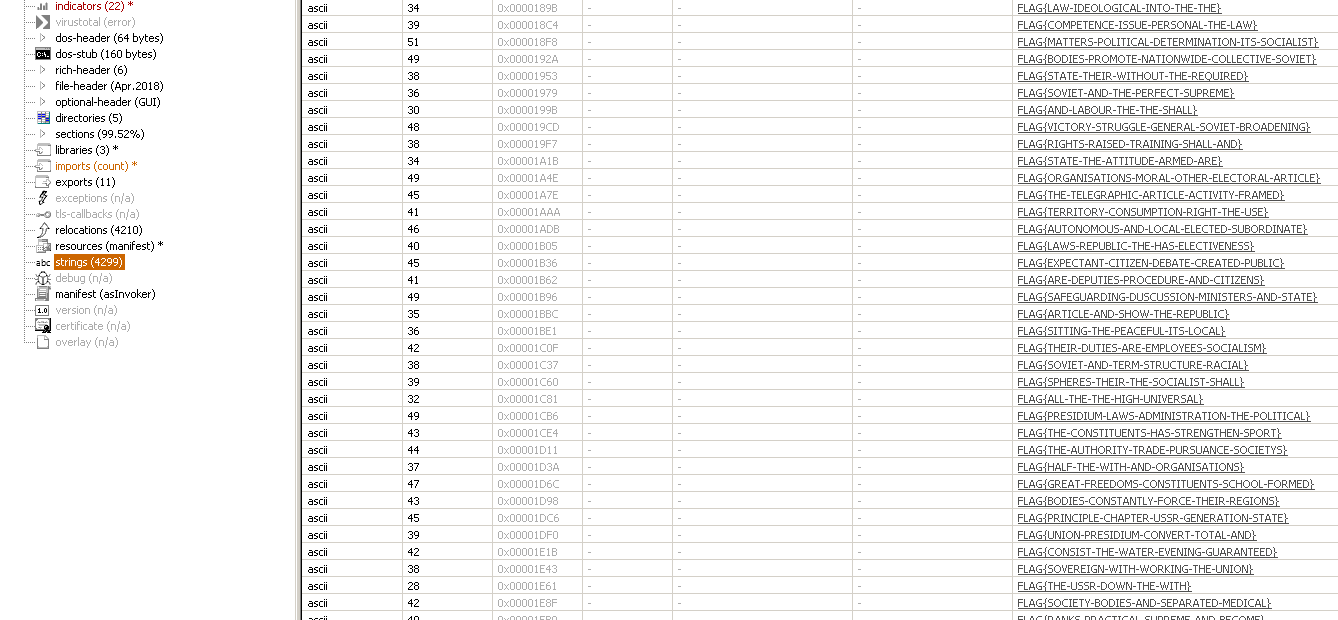 indicators (22) *
virustotal (error)
dos-header (64 bytes)
dos-stub (160 bytes)
rich-header (6)
file-header (Apr.2018)
optional-header (GUI)
directories (5)
sections (99.52%)
libraries (3) *
imports (count) *
exports (11)
exceptions (n/a)
tls-callbacks (n/a)
relocations (4210)
resources (manifest) *
abc strings (4299)
debug (n/a)
manifest (asInvoker)
1.0 version (n/a)
certificate (n/a)
overlay (n/a)
ascii 34 0x0000189B - - - FLAG{LAW-IDEOLOGICAL-INTO-THE-THE}
ascii 39 0x000018C4 - - - FLAG{COMPETENCE-ISSUE-PERSONAL-THE-LAW}
ascii 51 0x000018F8 - - - FLAG{MATTERS-POLITICAL-DETERMINATION-ITS-SOCIALIST}
ascii 49 0x0000192A - - - FLAG{BODIES-PROMOTE-NATIONWIDE-COLLECTIVE-SOVIET}
ascii 38 0x00001953 - - - FLAG{STATE-THEIR-WITHOUT-THE-REQUIRED}
ascii 36 0x00001979 - - - FLAG{SOVIET-AND-THE-PERFECT-SUPREME}
ascii 30 0x0000199B - - - FLAG{AND-LABOUR-THE-THE-SHALL}
ascii 48 0x000019CD - - - FLAG{VICTORY-STRUGGLE-GENERAL-SOVIET-BROADENING}
ascii 38 0x000019F7 - - - FLAG{RIGHTS-RAISED-TRAINING-SHALL-AND}
ascii 34 0x00001A1B - - - FLAG{STATE-THE-ATTITUDE-ARMED-ARE}
ascii 49 0x00001A4E - - - FLAG{ORGANISATIONS-MORAL-OTHER-ELECTORAL-ARTICLE}
ascii 45 0x00001A7E - - - FLAG{THE-TELEGRAPHIC-ARTICLE-ACTIVITY-FRAMED}
ascii 41 0x00001AAA - - - FLAG{TERRITORY-CONSUMPTION-RIGHT-THE-USE}
ascii 46 0x00001ADB - - - FLAG{AUTONOMOUS-AND-LOCAL-ELECTED-SUBORDINATE}
ascii 40 0x00001B05 - - - FLAG{LAWS-REPUBLIC-THE-HAS-ELECTIVENESS}
ascii 45 0x00001B36 - - - FLAG{EXPECTANT-CITIZEN-DEBATE-CREATED-PUBLIC}
ascii 41 0x00001B62 - - - FLAG{ARE-DEPUTIES-PROCEDURE-AND-CITIZENS}
ascii 49 0x00001B96 - - - FLAG{SAFEGUARDING-DUSCUSSION-MINISTERS-AND-STATE}
ascii 35 0x00001BBC - - - FLAG{ARTICLE-AND-SHOW-THE-REPUBLIC}
ascii 36 0x00001BE1 - - - FLAG{SITTING-THE-PEACEFUL-ITS-LOCAL}
ascii 42 0x00001C0F - - - FLAG{THEIR-DUTIES-ARE-EMPLOYEES-SOCIALISM}
ascii 38 0x00001C37 - - - FLAG{SOVIET-AND-TERM-STRUCTURE-RACIAL}
ascii 39 0x00001C60 - - - FLAG{SPHERES-THEIR-THE-SOCIALIST-SHALL}
ascii 32 0x00001C81 - - - FLAG{ALL-THE-THE-HIGH-UNIVERSAL}
ascii 49 0x00001CB6 - - - FLAG{PRESIDIUM-LAWS-ADMINISTRATION-THE-POLITICAL}
ascii 43 0x00001CE4 - - - FLAG{THE-CONSTITUENTS-HAS-STRENGTHEN-SPORT}
ascii 44 0x00001D11 - - - FLAG{THE-AUTHORITY-TRADE-PURSUANCE-SOCIETYS}
ascii 37 0x00001D3A - - - FLAG{HALF-THE-WITH-AND-ORGANISATIONS}
ascii 47 0x00001D6C - - - FLAG{GREAT-FREEDOMS-CONSTITUENTS-SCHOOL-FORMED}
ascii 43 0x00001D98 - - - FLAG{BODIES-CONSTANTLY-FORCE-THEIR-REGIONS}
ascii 45 0x00001DC6 - - - FLAG{PRINCIPLE-CHAPTER-USSR-GENERATION-STATE}
ascii 39 0x00001DF0 - - - FLAG{UNION-PRESIDIUM-CONVERT-TOTAL-AND}
ascii 42 0x00001E1B - - - FLAG{CONSIST-THE-WATER-EVENING-GUARANTEED}
ascii 38 0x00001E43 - - - FLAG{SOVEREIGN-WITH-WORKING-THE-UNION}
ascii 28 0x00001E61 - - - FLAG{THE-USSR-DOWN-THE-WITH}
ascii 42 0x00001E8F - - - FLAG{SOCIETY-BODIES-AND-SEPARATED-MEDICAL}